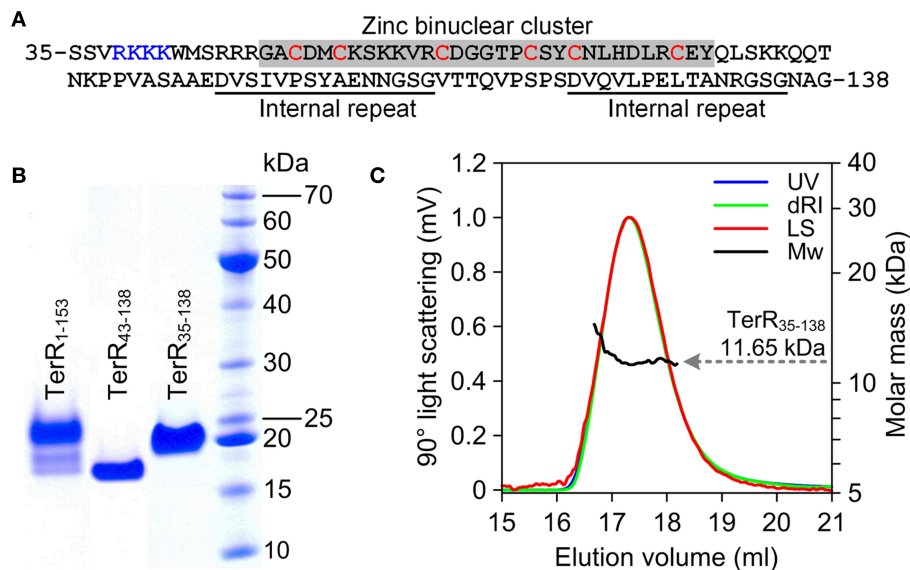 A
Zinc binuclear cluster
35-SSVRKKKWMSRRRGACDMCKSKKVRCDGGTPCSYCNLHDLRCEYQLSKKQQT
NKPPVASAAEDVSIVPSYAENNGSGVTTQVPSPSDVQVLPELTANRGSGNAG-138
Internal repeat Internal repeat
B
kDa
70
60
50
40
30
25
20
15
10
TerR1-153
TerR43-138
TerR35-138
C
90° light scattering (mV)
1.2
1.0
0.8
0.6
0.4
0.2
0
UV
dRI
LS
Mw
TerR35-138
11.65 kDa
40
30
20
10
5
Molar mass (kDa)
15 16 17 18 19 20 21
Elution volume (ml)